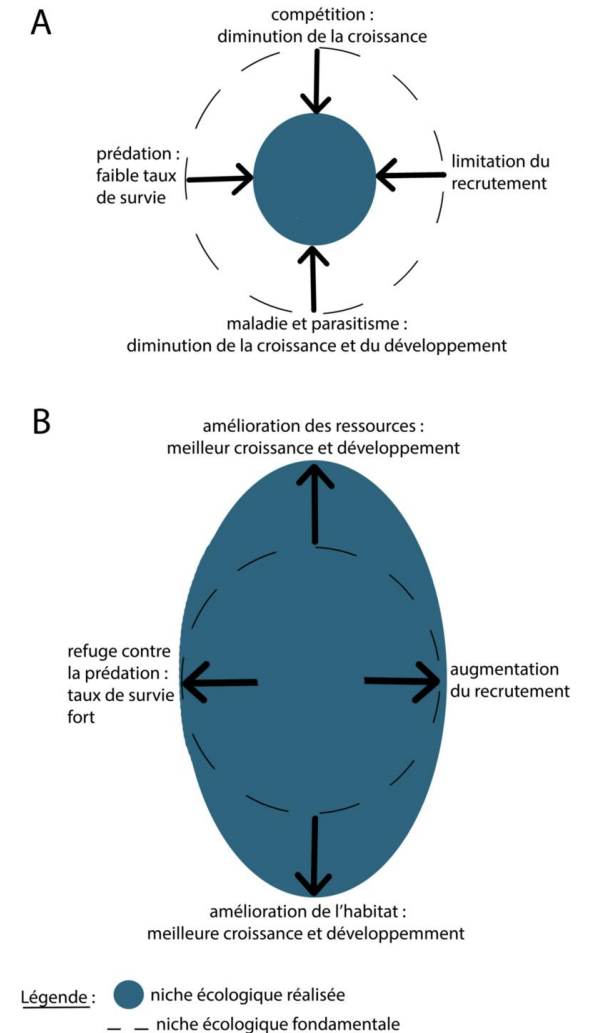 A
compétition :
diminution de la croissance
prédation :
faible taux
de survie
limitation du
recrutement
maladie et parasitisme :
diminution de la croissance et du développement
B
amélioration des ressources :
meilleur croissance et développement
refuge contre
la prédation :
taux de survie
fort
augmentation
du recrutement
amélioration de l'habitat :
meilleure croissance et développemment
Légende :
niche écologique réalisée
niche écologique fondamentale